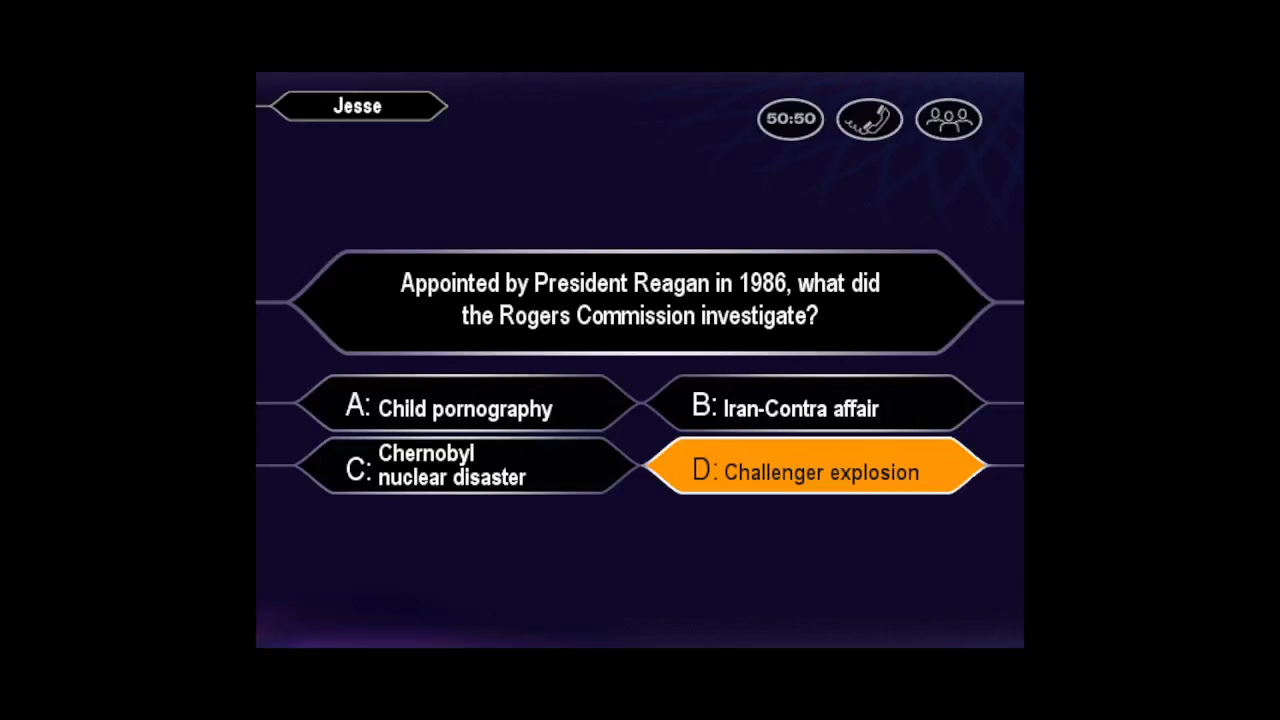 Jesse
50:50
Appointed by President Reagan in 1986, what did
the Rogers Commission investigate?
A: Child pornography
B: Iran-Contra affair
C: Chernobyl
nuclear disaster
D: Challenger explosion